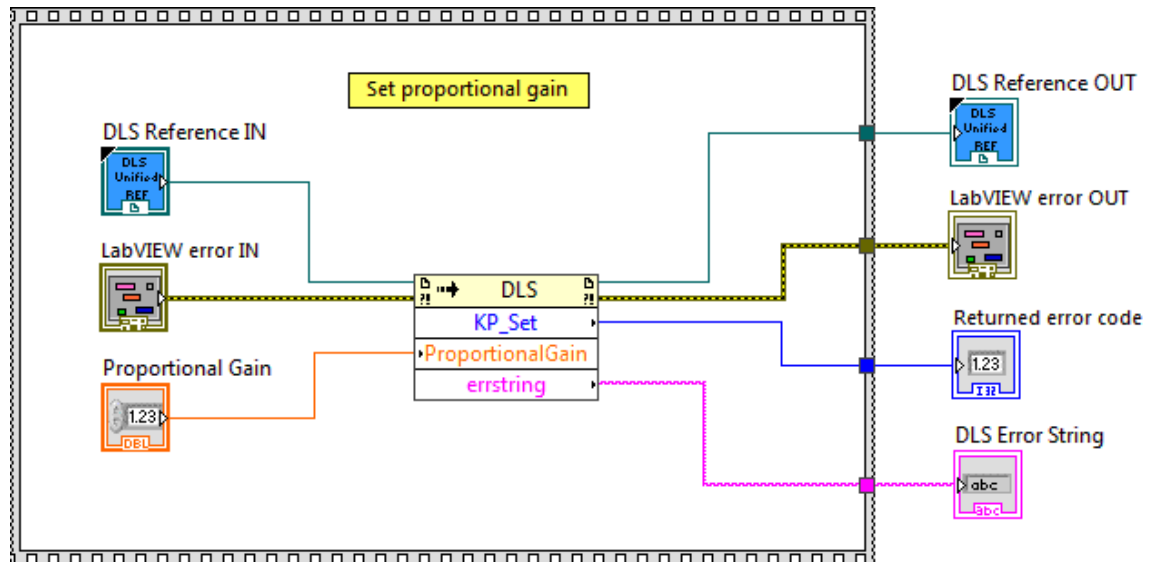 Set proportional gain
DLS Reference OUT
DLS
Unified
REF
DLS Reference IN
DLS
Unified
REF
LabVIEW error OUT
LabVIEW error IN
?!
DLS
?!
KP_Set
Returned error code
ProportionalGain
1.23
I32
Proportional Gain
errstring
1.23
DBL
DLS Error String
abc
abc